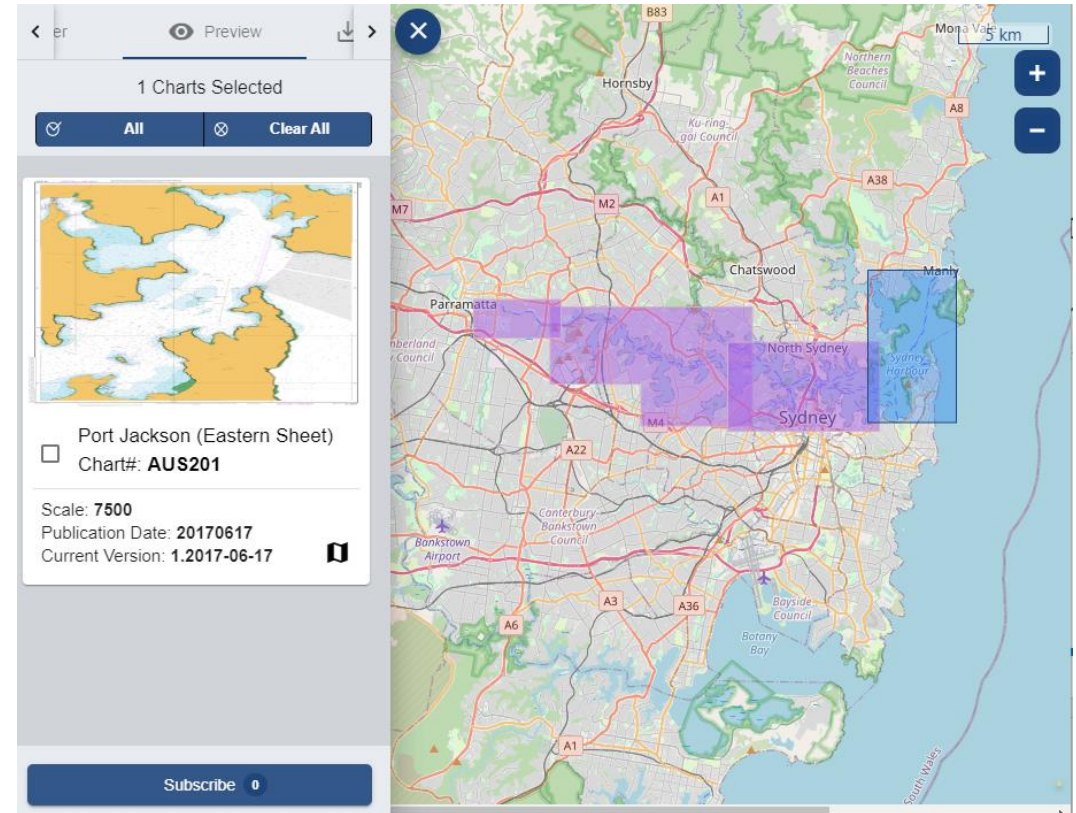 er
Preview
1 Charts Selected
All
Clear All
Port Jackson (Eastern Sheet)
Chart#: AUS201
Scale: 7500
Publication Date: 20170617
Current Version: 1.2017-06-17
Subscribe 0
B83
Mona Vale
5 km
Northern
Beaches
Council
Hornsby
+
A8
Ku-ring-
gai Council
−
A38
M7
M2
A1
Chatswood
Manly
Parramatta
North Sydney
Sydney
Harbour
Council
M4
Sydney
A22
Canterbury-
Bankstown
Council
Bankstown
Airport
A3
A36
Bayside
Council
A6
Botany
Bay
A1
South Wales